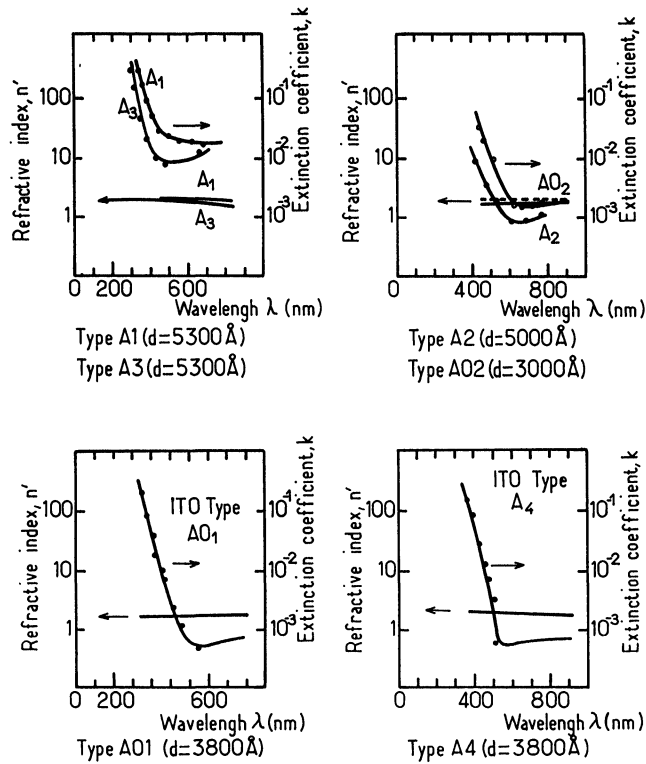 Refractive index, n'
100
10
1
A1
A3
A1
A3
10-1
10-2
10-3
Extinction coefficient, k
0 200 600
Wavelengh λ (nm)
Type A1 (d=5300Å)
Type A3 (d=5300Å)
Refractive index, n'
100
10
1
AO2
A2
10-1
10-2
10-3
Extinction coefficient, k
0 400 800
Wavelengh λ (nm)
Type A2 (d=5000Å)
Type AO2 (d=3000Å)
Refractive index, n'
100
10
1
ITO Type
AO1
10-1
10-2
10-3
Extinction coefficient, k
0 200 600
Wavelengh λ (nm)
Type AO1 (d=3800Å)
Refractive index, n'
100
10
1
ITO Type
A4
10-1
10-2
10-3
Extinction coefficient, k
0 400 800
Wavelengh λ (nm)
Type A4 (d=3800Å)